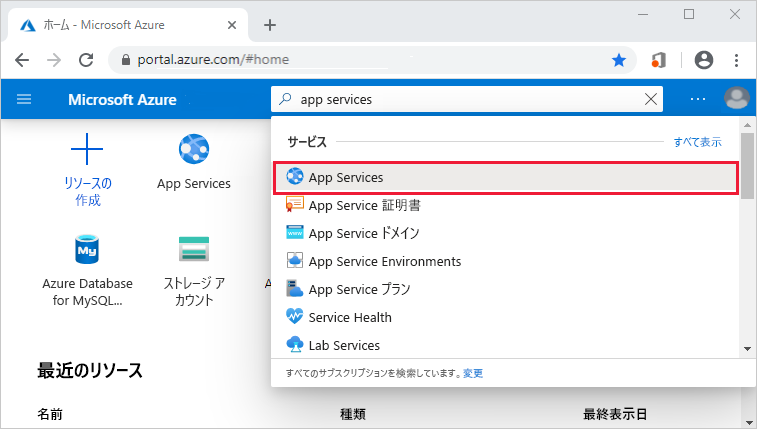 ホーム - Microsoft Azure
portal.azure.com/#home
Microsoft Azure
app services
サービス
すべて表示
リソースの
作成
App Services
App Services
App Service 証明書
App Service ドメイン
App Service Environments
App Service プラン
Service Health
Lab Services
My
Azure Database
for MySQL...
ストレージ ア
カウント
すべてのサブスクリプションを検索しています。変更
最近のリソース
名前
種類
最終表示日